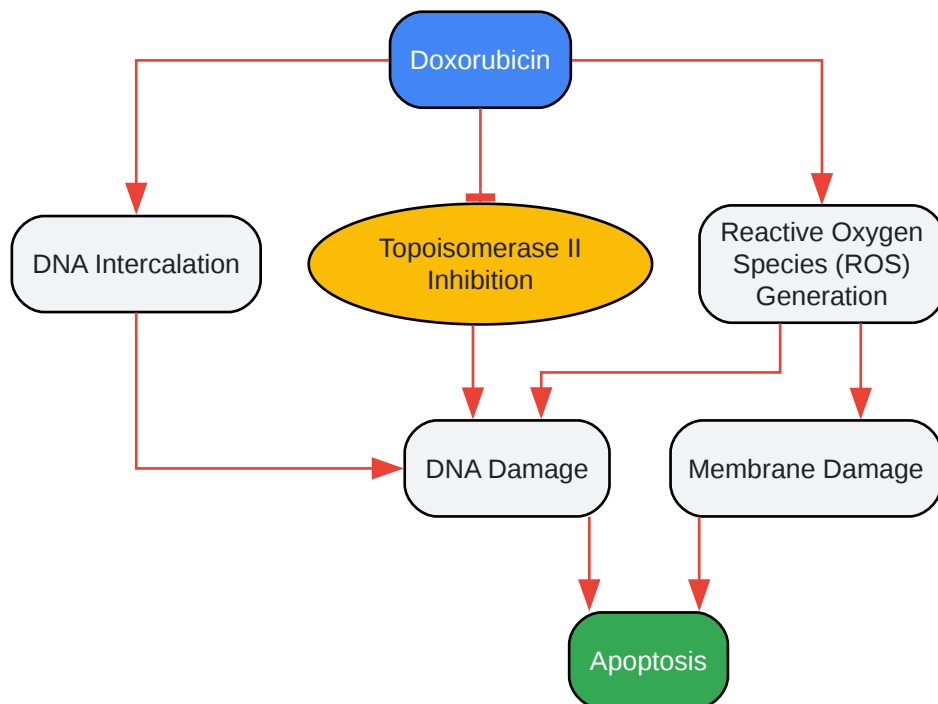 Doxorubicin
DNA Intercalation
Topoisomerase II
Inhibition
Reactive Oxygen
Species (ROS)
Generation
DNA Damage
Membrane Damage
Apoptosis